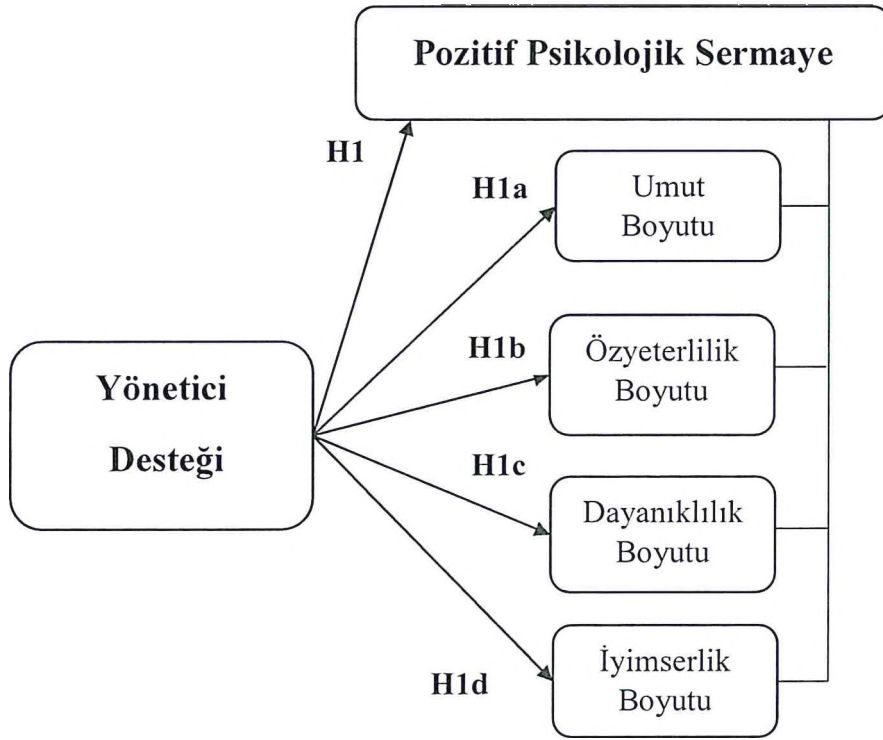 Pozitif Psikolojik Sermaye
H1
H1a
Umut
Boyutu
H1b
Özyeterlilik
Boyutu
Yönetici
Desteği
H1c
Dayanıklılık
Boyutu
H1d
İyimserlik
Boyutu